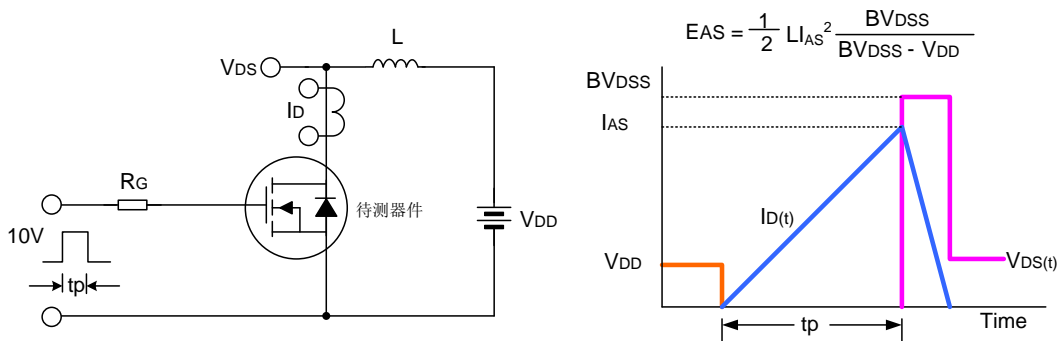 VDS
L
ID
RG
10V
tp
待测器件
VDD
EAS = 1/2 LIAS² BVDSS / (BVDSS - VDD)
BVDSS
IAS
ID(t)
VDD
VDS(t)
tp
Time